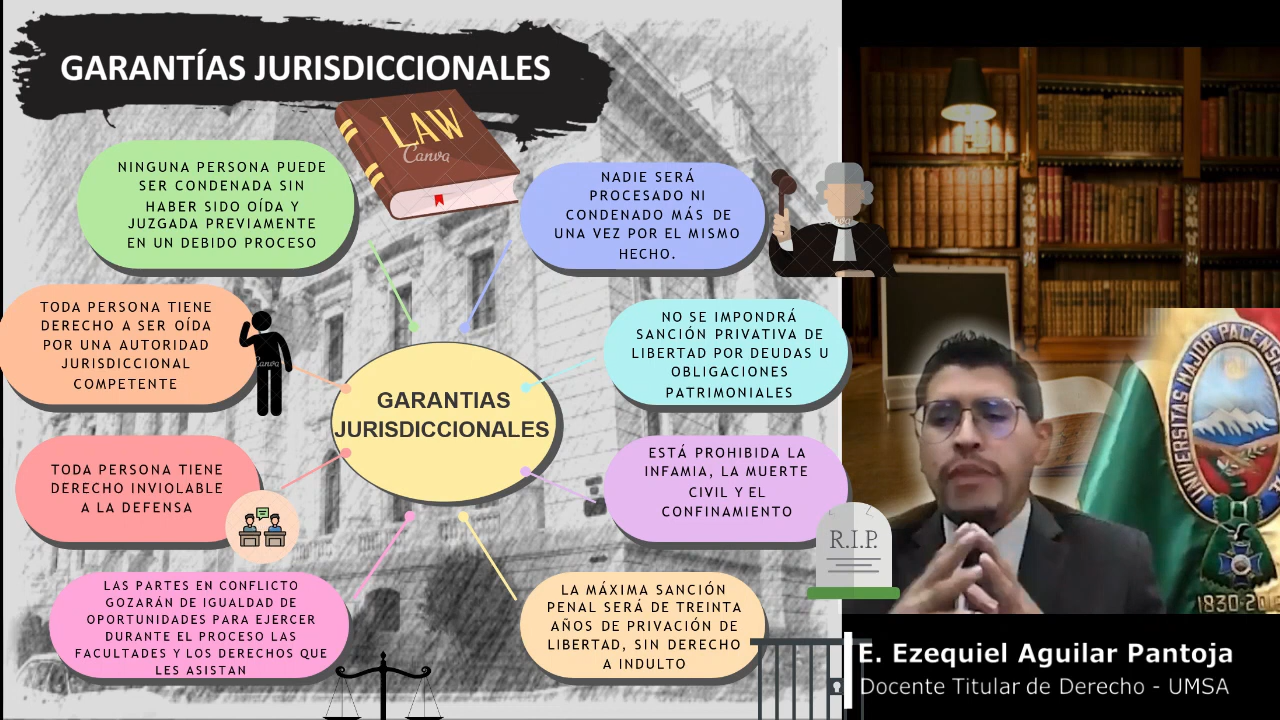 GARANTÍAS JURISDICCIONALES
LAW
Canva
NINGUNA PERSONA PUEDE
SER CONDENADA SIN
HABER SIDO OÍDA Y
JUZGADA PREVIAMENTE
EN UN DEBIDO PROCESO
NADIE SERÁ
PROCESADO NI
CONDENADO MÁS DE
UNA VEZ POR EL MISMO
HECHO.
TODA PERSONA TIENE
DERECHO A SER OÍDA
POR UNA AUTORIDAD
JURISDICCIONAL
COMPETENTE
Canva
NO SE IMPONDRÁ
SANCIÓN PRIVATIVA DE
LIBERTAD POR DEUDAS U
OBLIGACIONES
PATRIMONIALES
GARANTIAS
JURISDICCIONALES
TODA PERSONA TIENE
DERECHO INVIOLABLE
A LA DEFENSA
ESTÁ PROHIBIDA LA
INFAMIA, LA MUERTE
CIVIL Y EL
CONFINAMIENTO
R.I.P.
LAS PARTES EN CONFLICTO
GOZARÁN DE IGUALDAD DE
OPORTUNIDADES PARA EJERCER
DURANTE EL PROCESO LAS
FACULTADES Y LOS DERECHOS QUE
LES ASISTAN
LA MÁXIMA SANCIÓN
PENAL SERÁ DE TREINTA
AÑOS DE PRIVACIÓN DE
LIBERTAD, SIN DERECHO
A INDULTO
UNIVERSITAS MAJOR PACENSIS
E. Ezequiel Aguilar Pantoja
Docente Titular de Derecho - UMSA